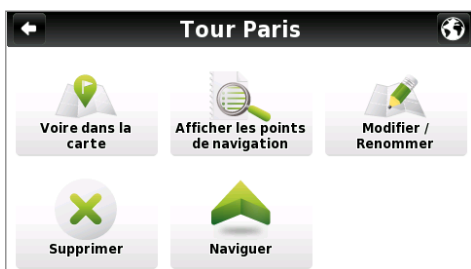 Tour Paris
Voire dans la
carte
Afficher les points
de navigation
Modifier /
Renommer
Supprimer
Naviguer